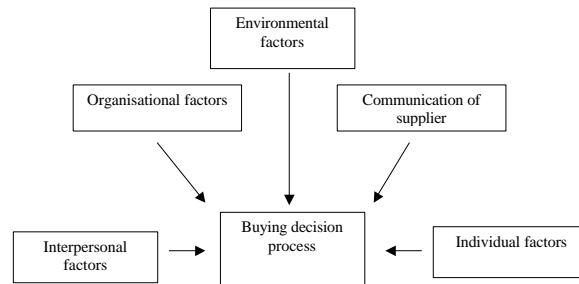 Environmental
factors
Organisational factors
Communication of
supplier
Buying decision
process
Interpersonal
factors
Individual factors